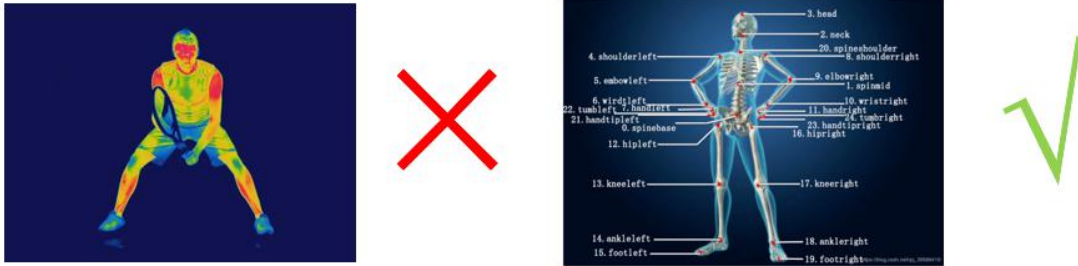 3. head
2. neck
20. spineshoulder
4. shoulderleft
8. shoulderright
9. elbowright
5. embowleft
1. spinmid
6. wirdtleft
10. wristright
7. handleft
11. handright
22. tumbleft
24. tumbright
21. handtipleft
23. handtipright
0. spinebase
16. hipright
12. hipleft
13. kneeleft
17. kneeright
14. ankleleft
18. ankleright
15. footleft
19. footright